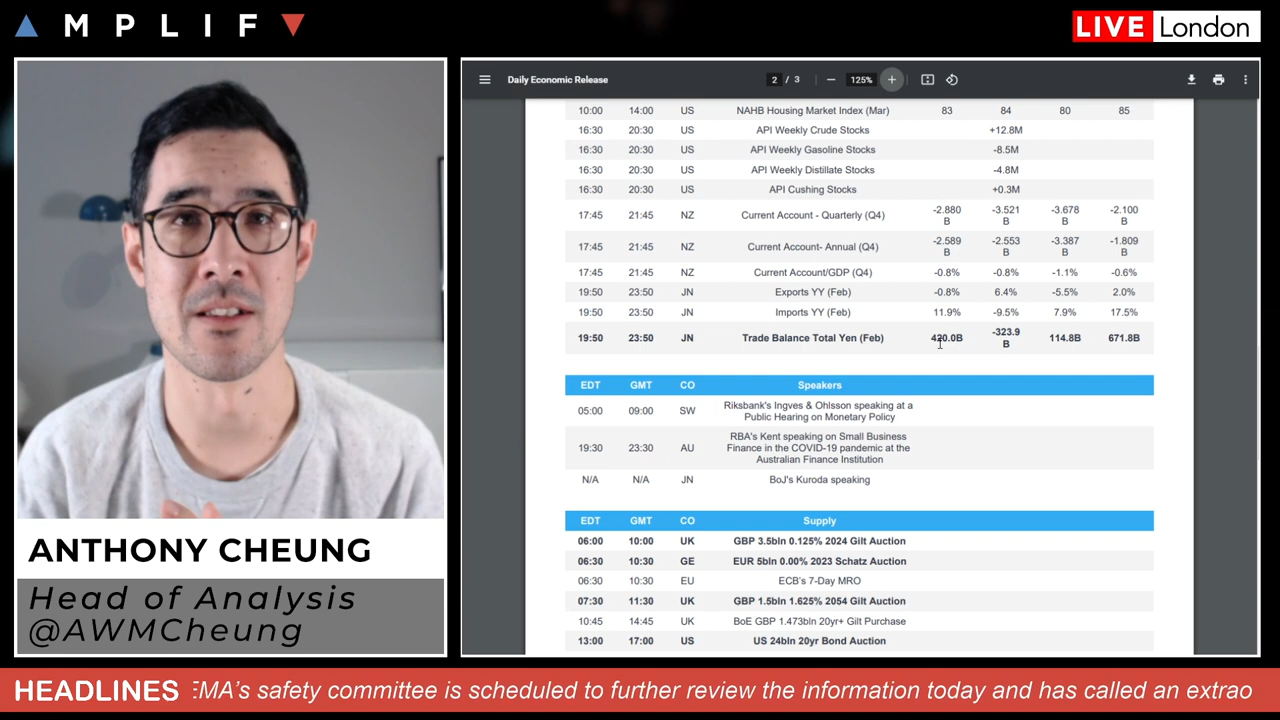 AMPLIFY
LIVE London
Daily Economic Release 2 / 3 125%
10:00 14:00 US NAHB Housing Market Index (Mar) 83 84 80 85
16:30 20:30 US API Weekly Crude Stocks +12.8M
16:30 20:30 US API Weekly Gasoline Stocks -8.5M
16:30 20:30 US API Weekly Distillate Stocks -4.8M
16:30 20:30 US API Cushing Stocks +0.3M
17:45 21:45 NZ Current Account - Quarterly (Q4) -2.880 B -3.521 B -3.678 B -2.100 B
17:45 21:45 NZ Current Account- Annual (Q4) -2.589 B -2.553 B -3.387 B -1.809 B
17:45 21:45 NZ Current Account/GDP (Q4) -0.8% -0.8% -1.1% -0.6%
19:50 23:50 JN Exports YY (Feb) -0.8% 6.4% -5.5% 2.0%
19:50 23:50 JN Imports YY (Feb) 11.9% -9.5% 7.9% 17.5%
19:50 23:50 JN Trade Balance Total Yen (Feb) 420.0B -323.9 B 114.8B 671.8B
EDT GMT CO Speakers
05:00 09:00 SW Riksbank's Ingves & Ohlsson speaking at a
Public Hearing on Monetary Policy
19:30 23:30 AU RBA's Kent speaking on Small Business
Finance in the COVID-19 pandemic at the
Australian Finance Institution
N/A N/A JN BoJ's Kuroda speaking
EDT GMT CO Supply
06:00 10:00 UK GBP 3.5bln 0.125% 2024 Gilt Auction
06:30 10:30 GE EUR 5bln 0.00% 2023 Schatz Auction
06:30 10:30 EU ECB's 7-Day MRO
07:30 11:30 UK GBP 1.5bln 1.625% 2054 Gilt Auction
10:45 14:45 UK BoE GBP 1.473bln 20yr+ Gilt Purchase
13:00 17:00 US US 24bln 20yr Bond Auction
ANTHONY CHEUNG
Head of Analysis
@AWMCheung
HEADLINES EMA's safety committee is scheduled to further review the information today and has called an extrao